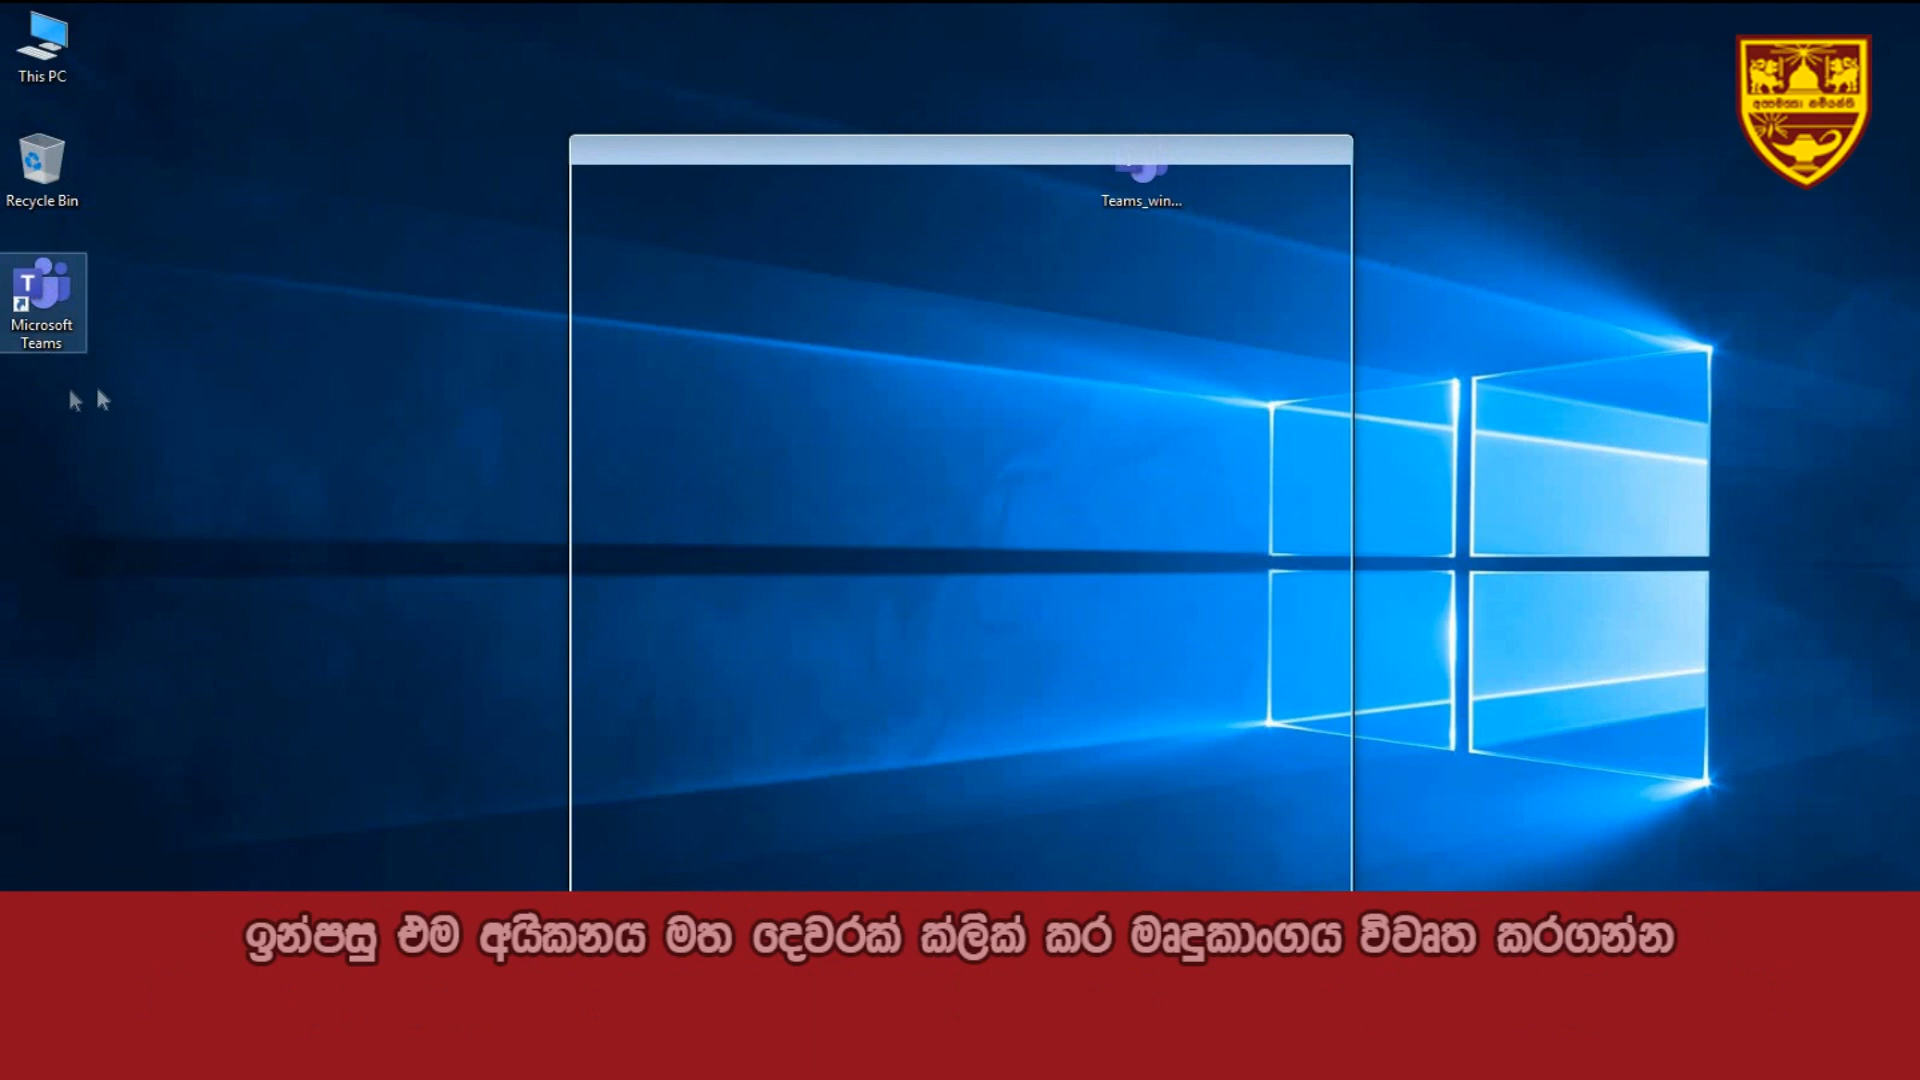 This PC
Recycle Bin
Teams_win...
Microsoft
Teams
ඉන්පසු එම අයිකනය මත දෙවරක් ක්ලික් කර මෘදුකාංගය විවෘත කරගන්න